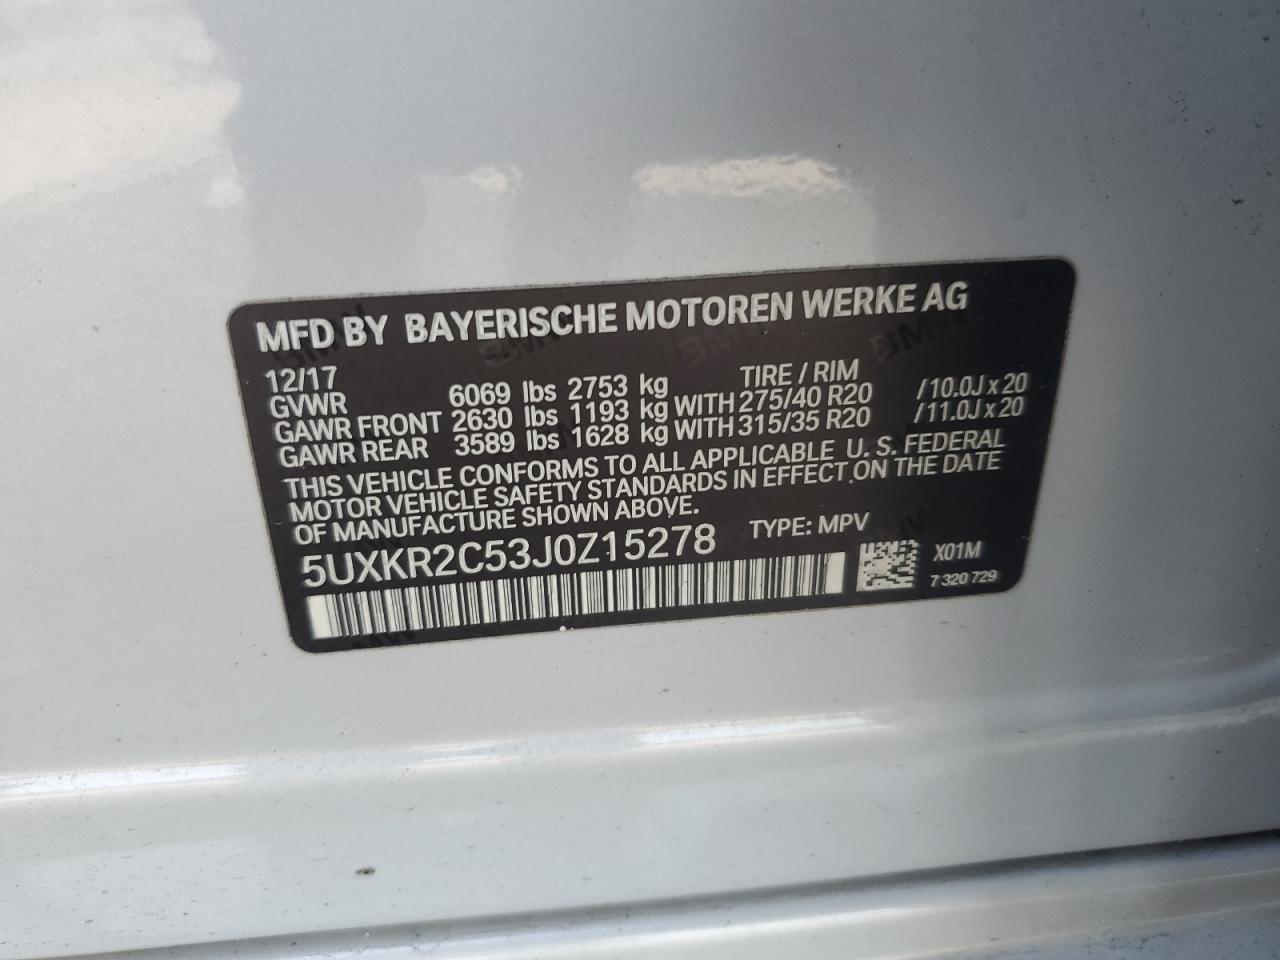 MFD BY BAYERISCHE MOTOREN WERKE AG
12/17
GVWR 6069 lbs 2753 kg TIRE / RIM
GAWR FRONT 2630 lbs 1193 kg WITH 275/40 R20 / 10.0J x 20
GAWR REAR 3589 lbs 1628 kg WITH 315/35 R20 / 11.0J x 20
THIS VEHICLE CONFORMS TO ALL APPLICABLE U. S. FEDERAL
MOTOR VEHICLE SAFETY STANDARDS IN EFFECT ON THE DATE
OF MANUFACTURE SHOWN ABOVE.
5UXKR2C53J0Z15278 TYPE: MPV
X01M
7 320 729